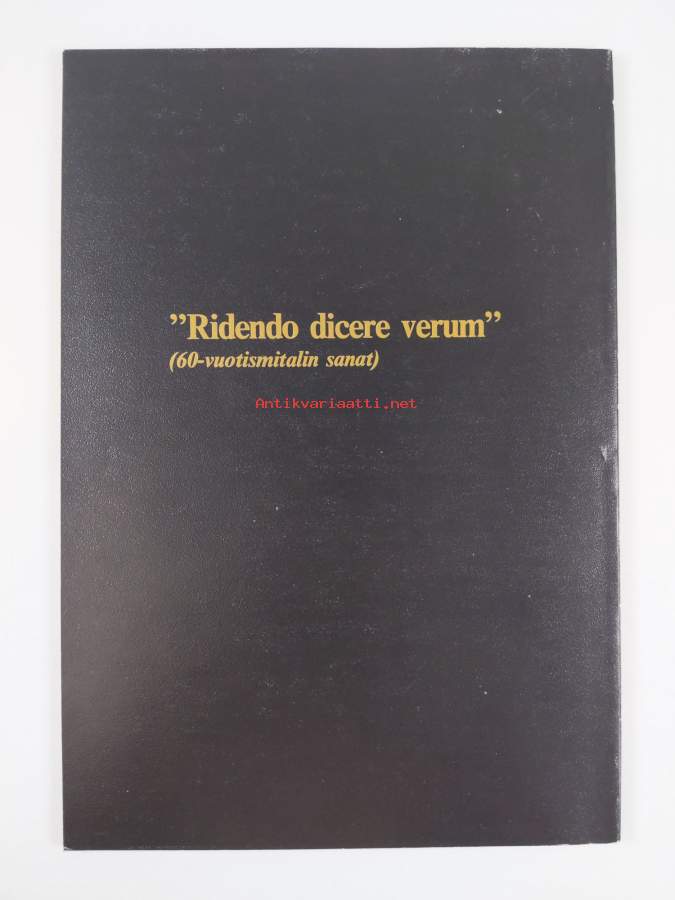 ”Ridendo dicere verum”
(60-vuotismitalin sanat)
Antikvariaatti.net